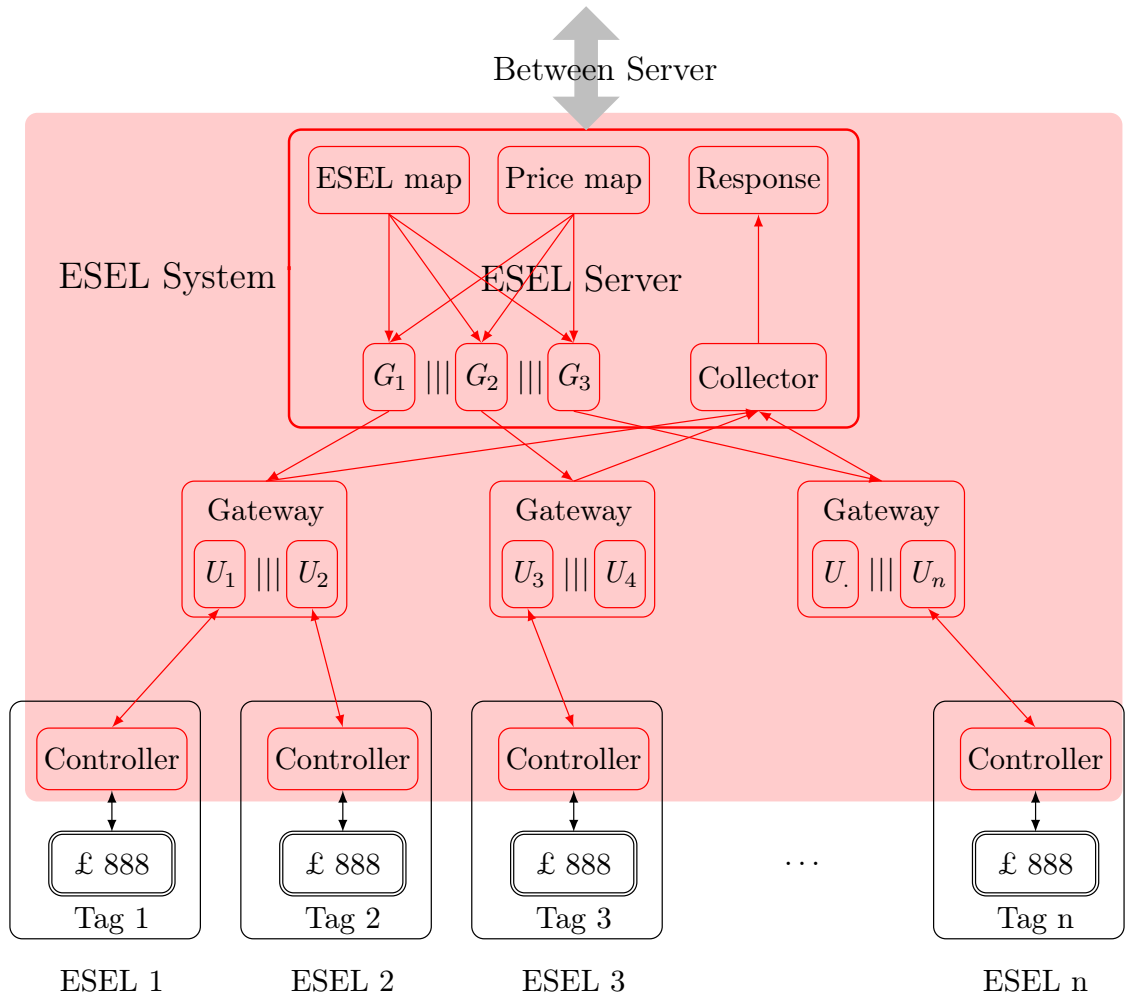 Between Server
ESEL map Price map Response
ESEL System ESEL Server
G₁ ||| G₂ ||| G₃ Collector
Gateway Gateway Gateway
U₁ ||| U₂ U₃ ||| U₄ U. ||| Uₙ
Controller Controller Controller Controller
£ 888 £ 888 £ 888 ... £ 888
Tag 1 Tag 2 Tag 3 Tag n
ESEL 1 ESEL 2 ESEL 3 ESEL n